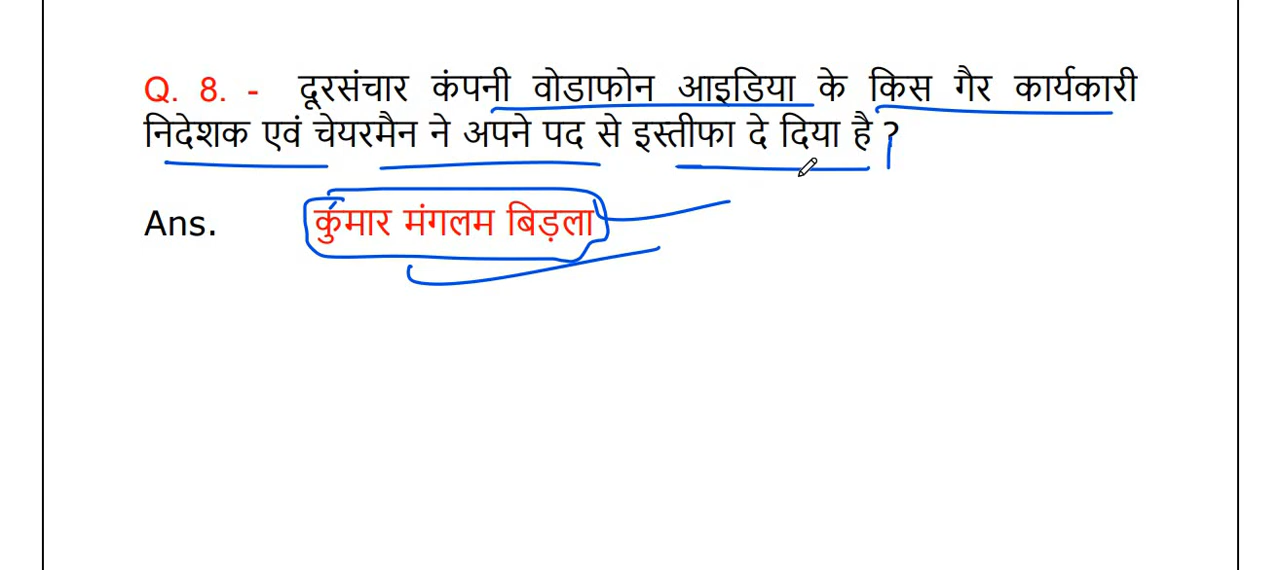 Q. 8. - दूरसंचार कंपनी वोडाफोन आइडिया के किस गैर कार्यकारी
निदेशक एवं चेयरमैन ने अपने पद से इस्तीफा दे दिया है ?
Ans. कुमार मंगलम बिड़ला